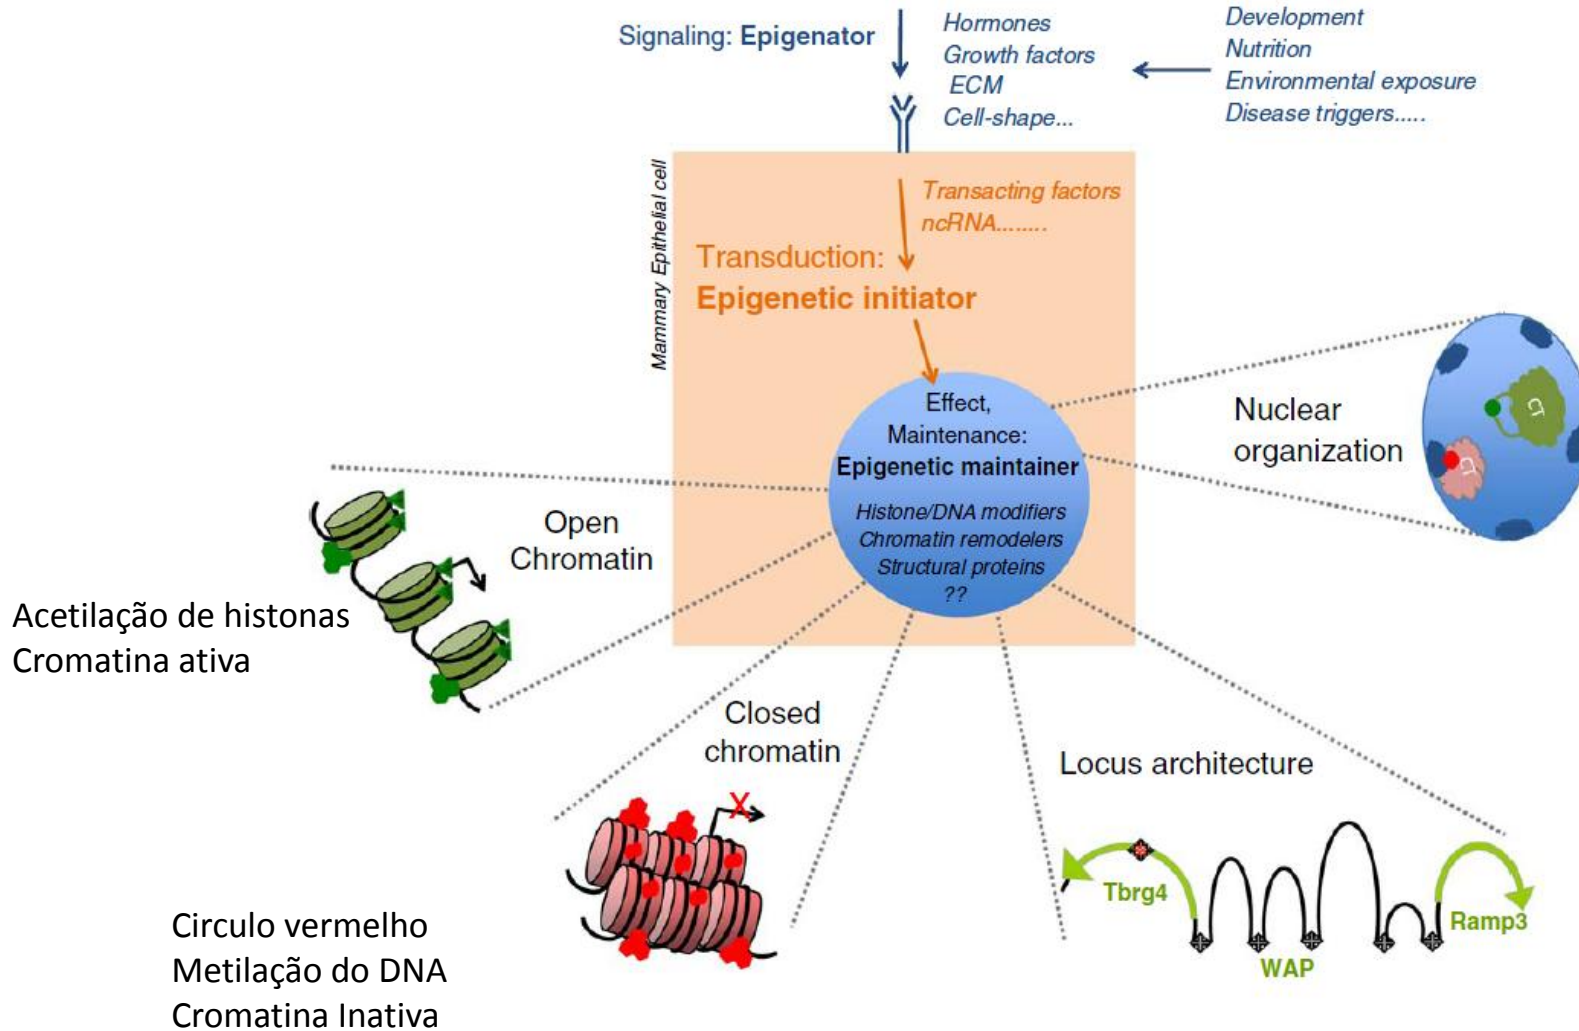 Signaling: Epigenator
Hormones
Growth factors
ECM
Cell-shape...
Development
Nutrition
Environmental exposure
Disease triggers.....
Mammary Epithelial cell
Transacting factors
ncRNA........
Transduction:
Epigenetic initiator
Effect,
Maintenance:
Epigenetic maintainer
Histone/DNA modifiers
Chromatin remodelers
Structural proteins
??
Nuclear
organization
CT
CT
Open
Chromatin
Acetilação de histonas
Cromatina ativa
Closed
chromatin
X
Circulo vermelho
Metilação do DNA
Cromatina Inativa
Locus architecture
Tbrg4
WAP
Ramp3